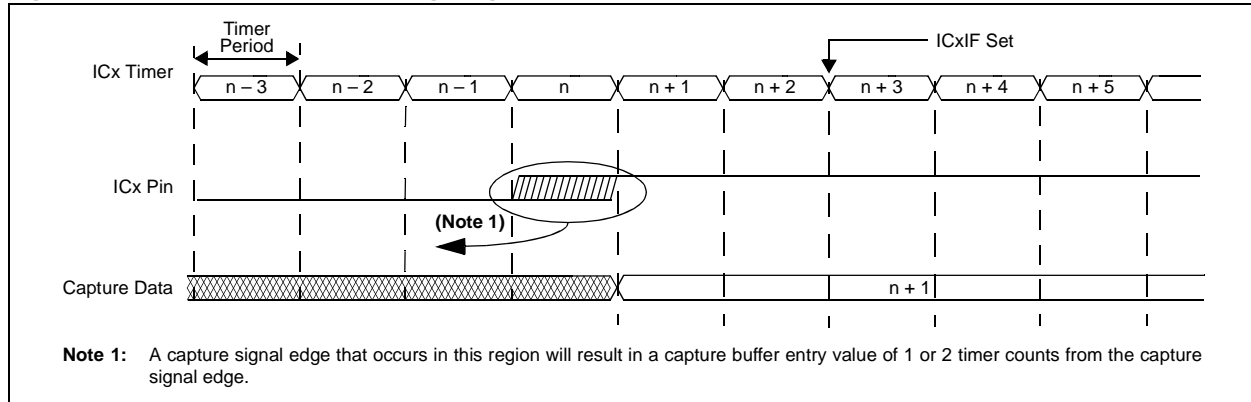 Timer
Period
ICxIF Set
ICx Timer
n – 3 n – 2 n – 1 n n + 1 n + 2 n + 3 n + 4 n + 5
ICx Pin
(Note 1)
Capture Data
n + 1
Note 1: A capture signal edge that occurs in this region will result in a capture buffer entry value of 1 or 2 timer counts from the capture
signal edge.